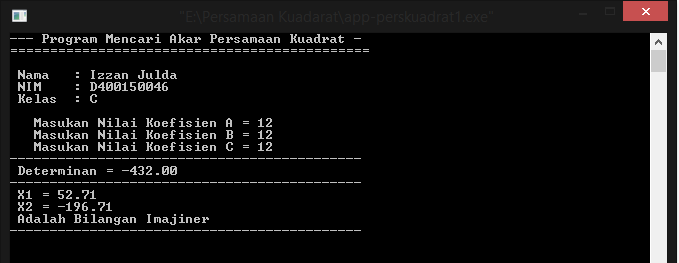 "E:\Persamaan Kuadarat\app-perskuadrat1.exe"
--- Program Mencari Akar Persamaan Kuadrat -
=============================================
Nama : Izzan Julda
NIM : D400150046
Kelas : C
Masukan Nilai Koefisien A = 12
Masukan Nilai Koefisien B = 12
Masukan Nilai Koefisien C = 12
--------------------------------------------
Determinan = -432.00
--------------------------------------------
X1 = 52.71
X2 = -196.71
Adalah Bilangan Imajiner
--------------------------------------------